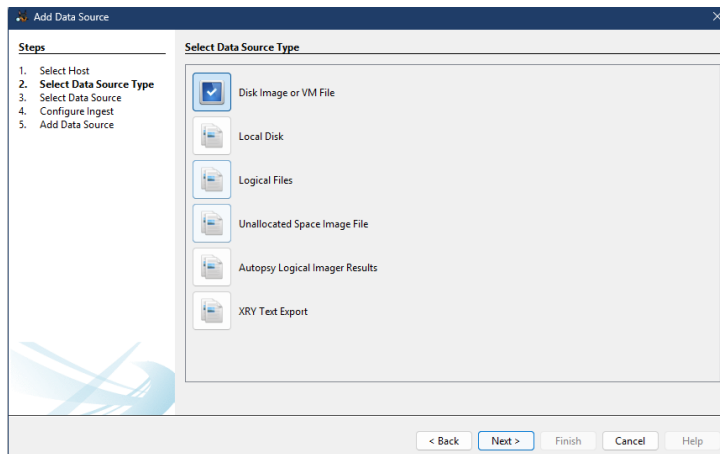 Add Data Source
Steps
1. Select Host
2. Select Data Source Type
3. Select Data Source
4. Configure Ingest
5. Add Data Source
Select Data Source Type
Disk Image or VM File
Local Disk
Logical Files
Unallocated Space Image File
Autopsy Logical Imager Results
XRY Text Export
< Back Next > Finish Cancel Help